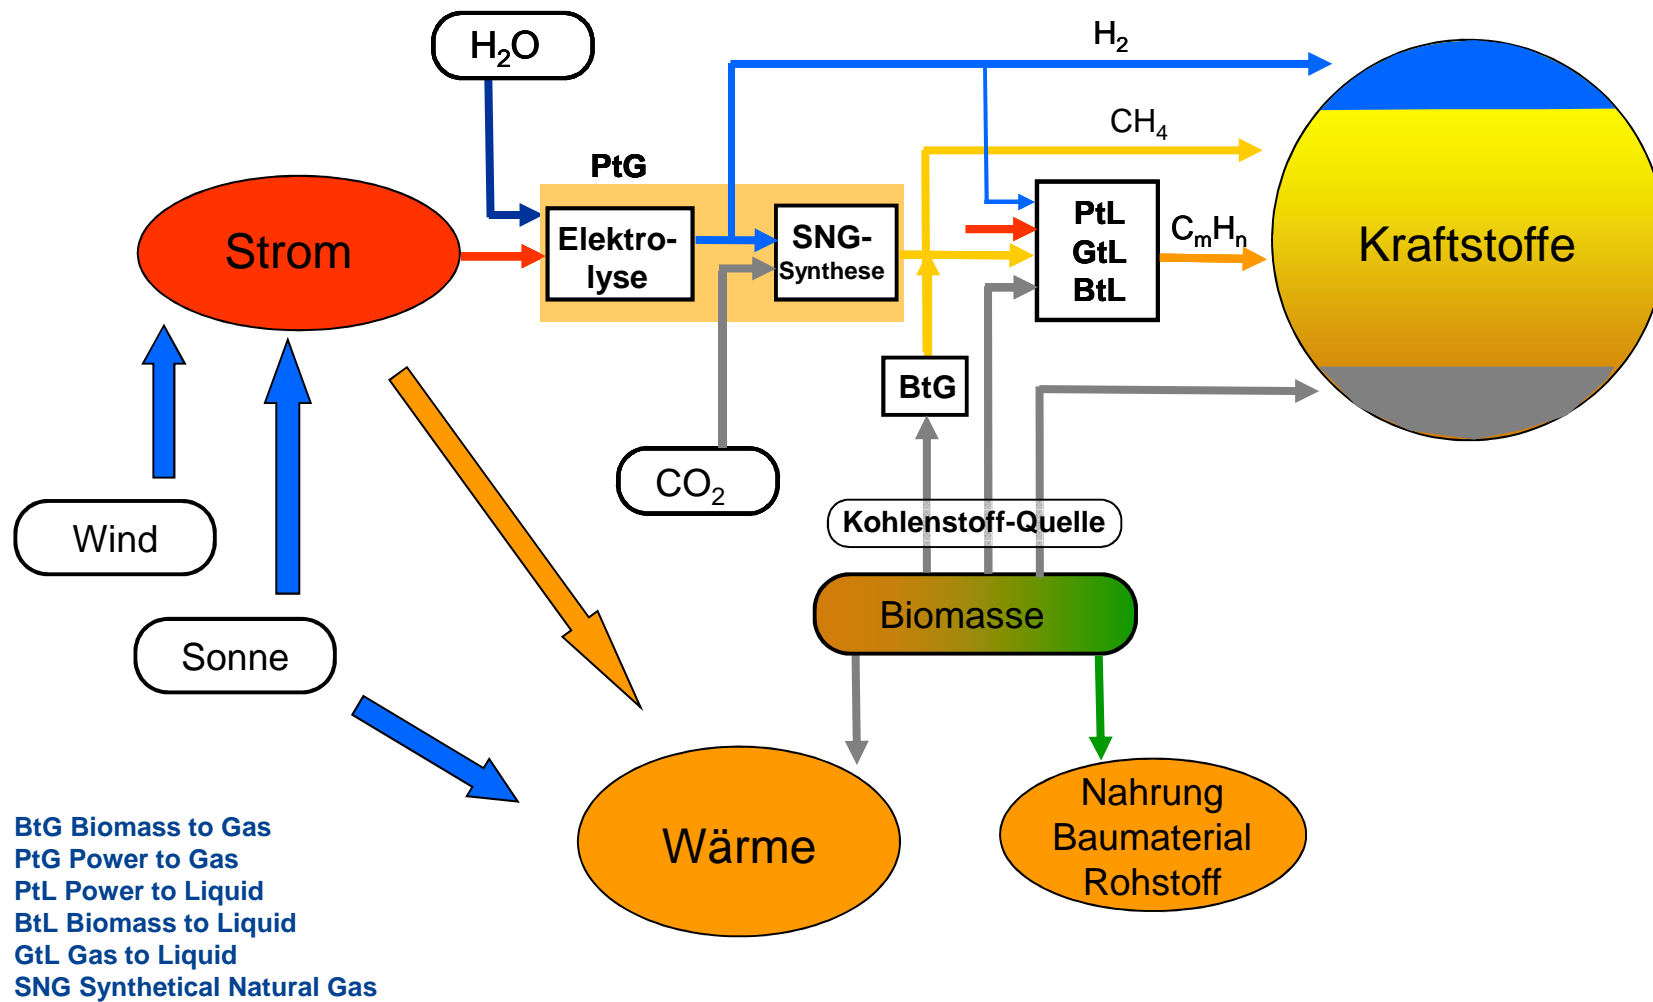 H₂O
H₂
CH₄
PtG
Elektro-
lyse
SNG-
Synthese
PtL
GtL
BtL
CₘHₙ
Kraftstoffe
Strom
BtG
CO₂
Wind
Kohlenstoff-Quelle
Biomasse
Sonne
Wärme
Nahrung
Baumaterial
Rohstoff
BtG Biomass to Gas
PtG Power to Gas
PtL Power to Liquid
BtL Biomass to Liquid
GtL Gas to Liquid
SNG Synthetical Natural Gas